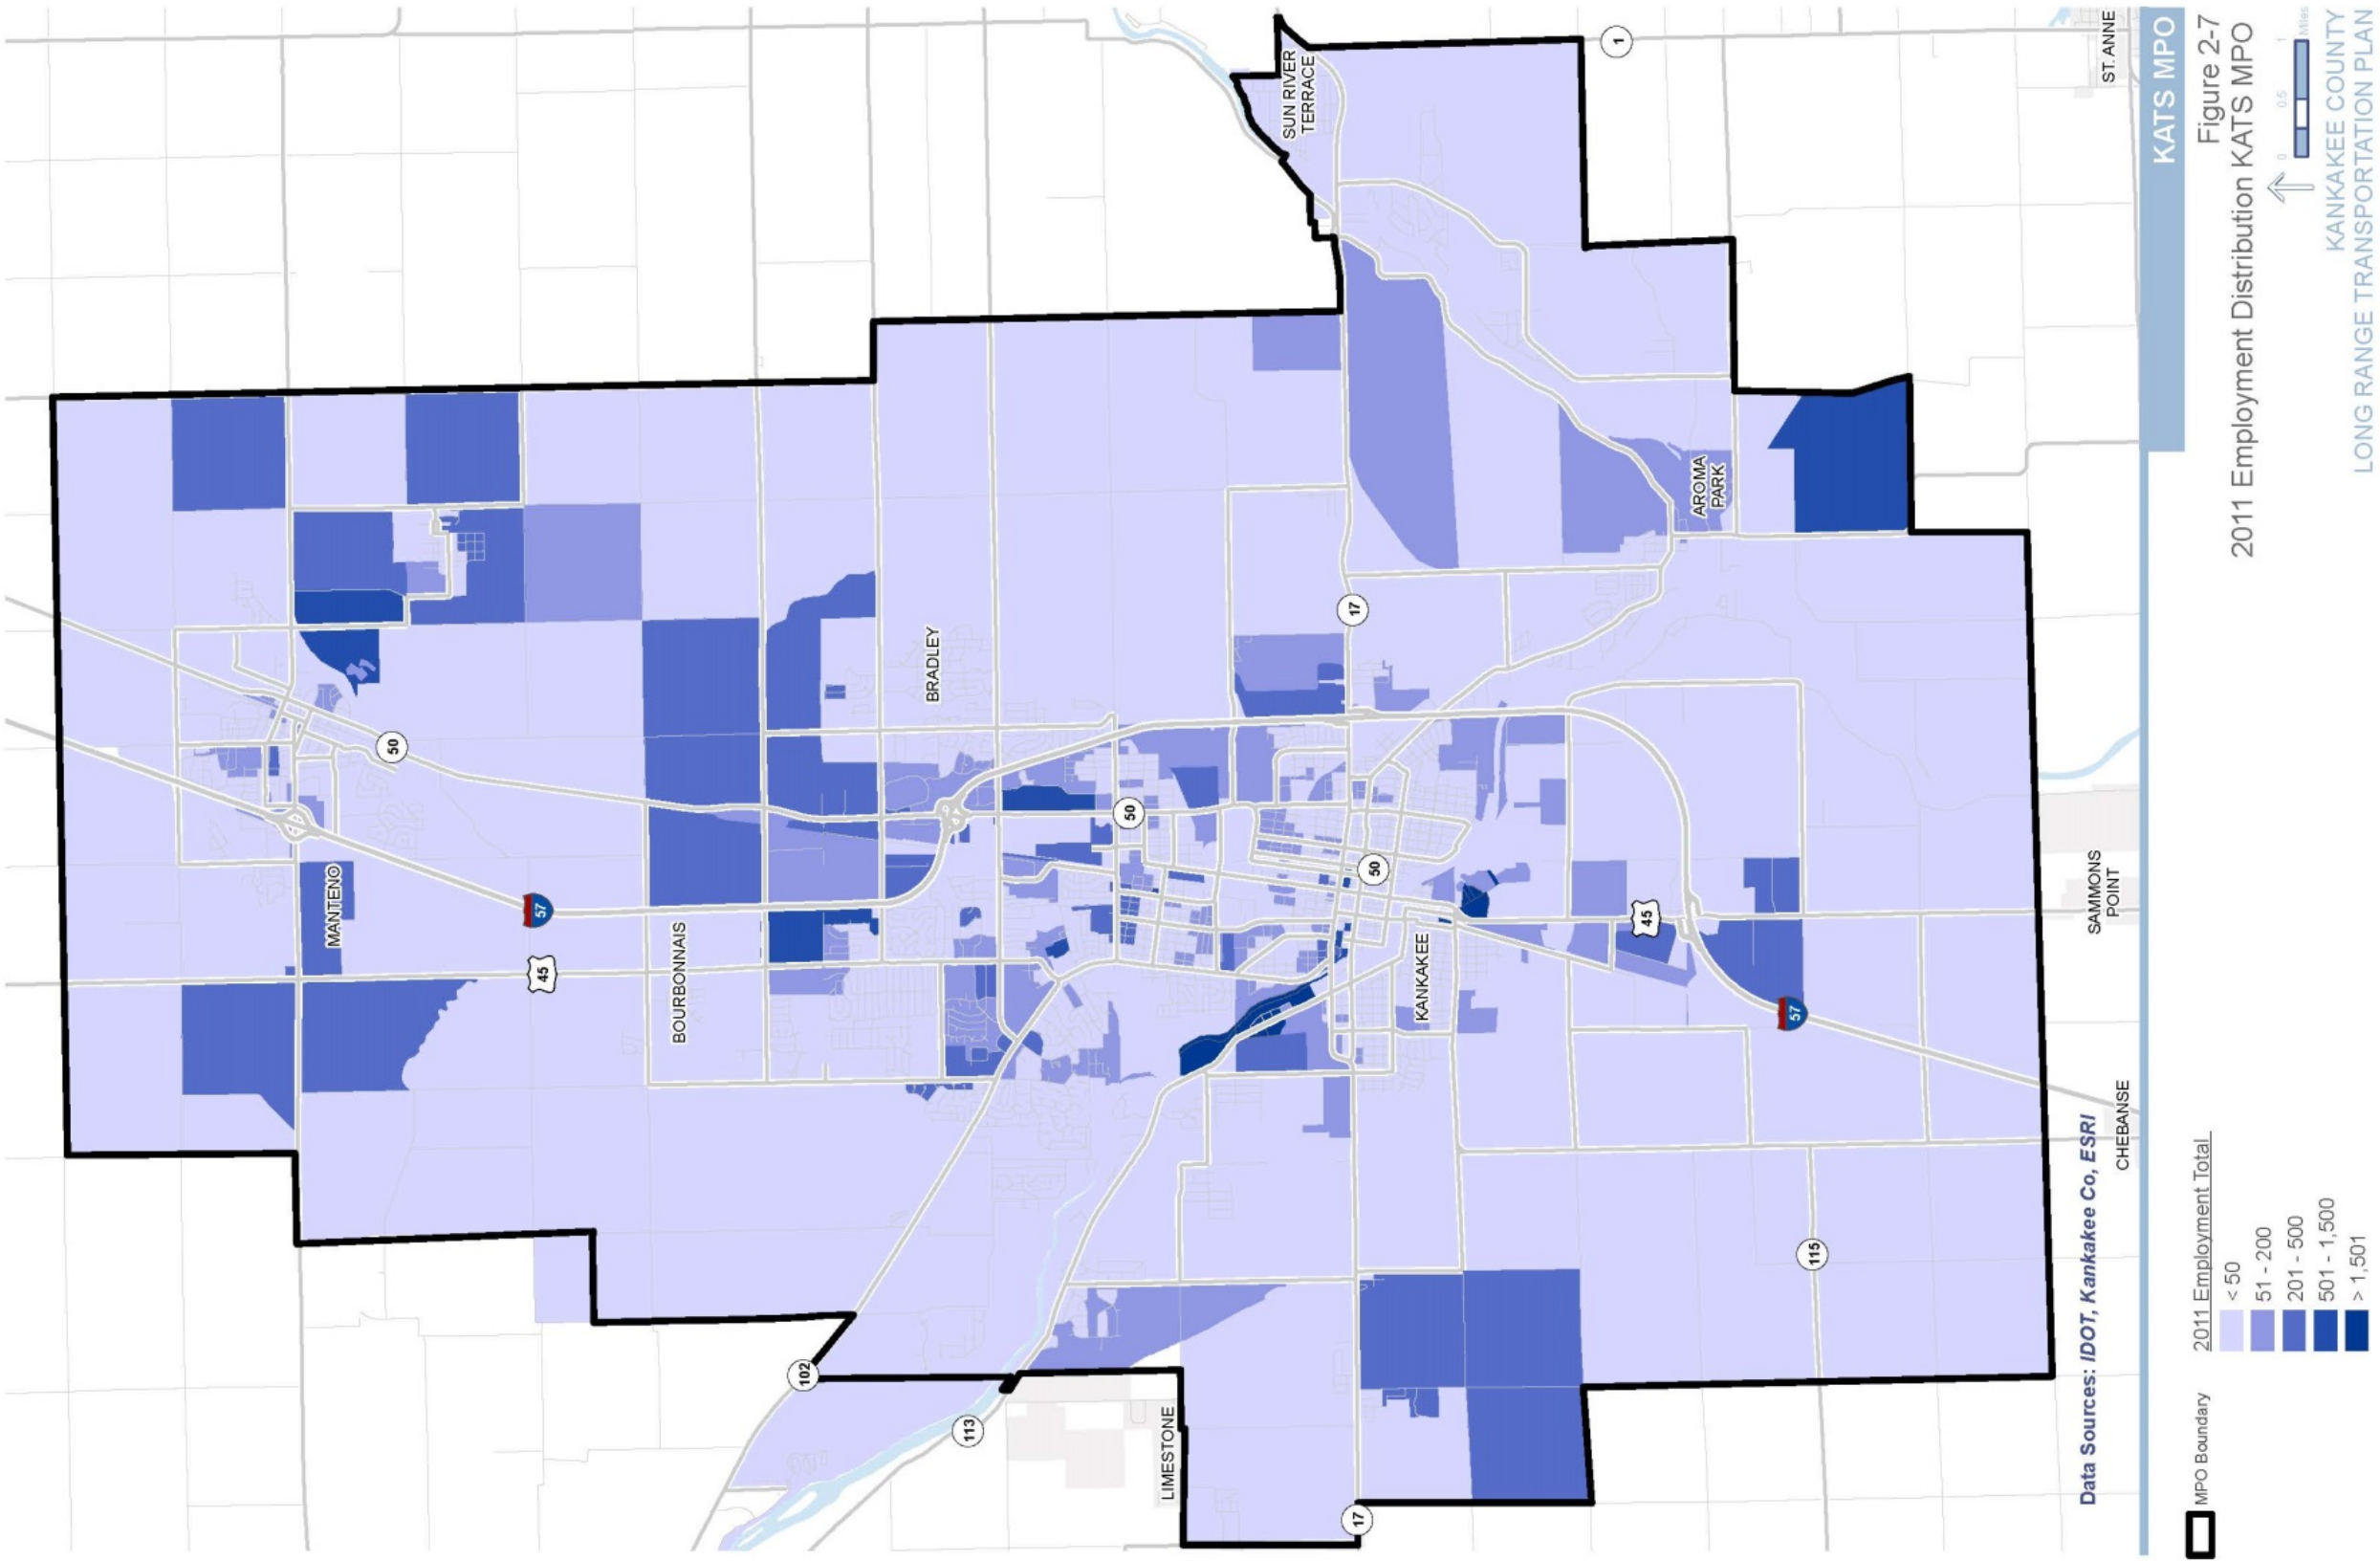 MANTENO
50
57
45
BOURBONNAIS
BRADLEY
50
102
113
LIMESTONE
SUN RIVER
TERRACE
17
50
KANKAKEE
17
1
AROMA
PARK
45
57
115
SAMMONS
POINT
CHEBANSE
ST. ANNE
Data Sources: IDOT, Kankakee Co, ESRI
KATS MPO
MPO Boundary
2011 Employment Total
< 50
51 - 200
201 - 500
501 - 1,500
> 1,501
Figure 2-7
2011 Employment Distribution KATS MPO
0 0.5 1
Miles
KANKAKEE COUNTY
LONG RANGE TRANSPORTATION PLAN